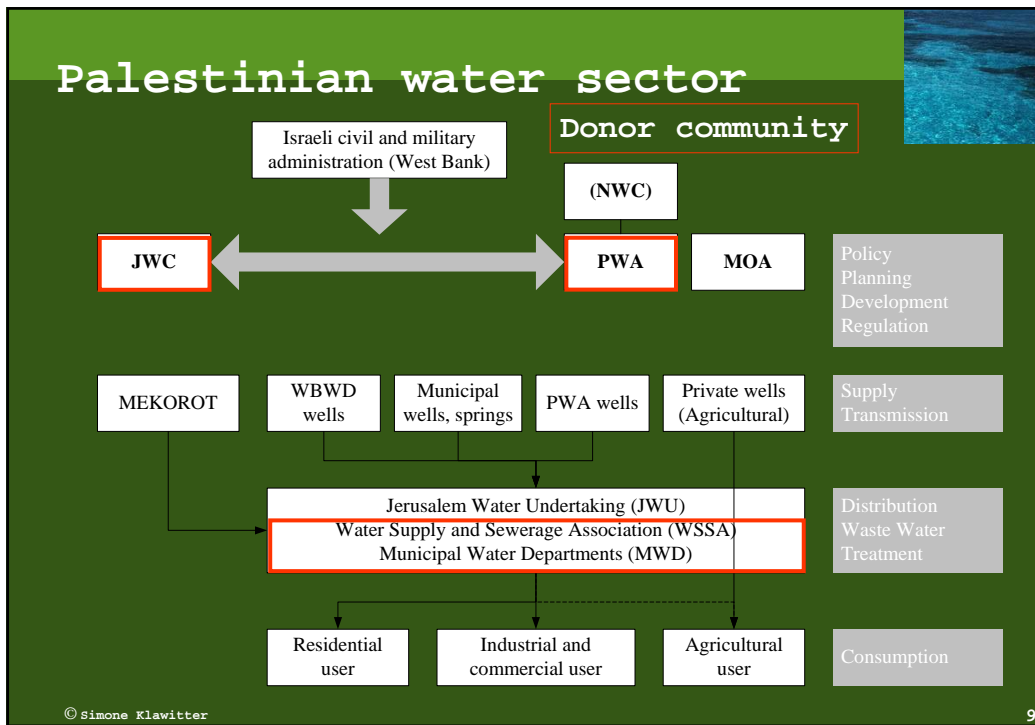 Palestinian water sector
Donor community
Israeli civil and military
administration (West Bank)
(NWC)
JWC
PWA
MOA
Policy
Planning
Development
Regulation
MEKOROT
WBWD
wells
Municipal
wells, springs
PWA wells
Private wells
(Agricultural)
Supply
Transmission
Jerusalem Water Undertaking (JWU)
Water Supply and Sewerage Association (WSSA)
Municipal Water Departments (MWD)
Distribution
Waste Water
Treatment
Residential
user
Industrial and
commercial user
Agricultural
user
Consumption
© Simone Klawitter
9